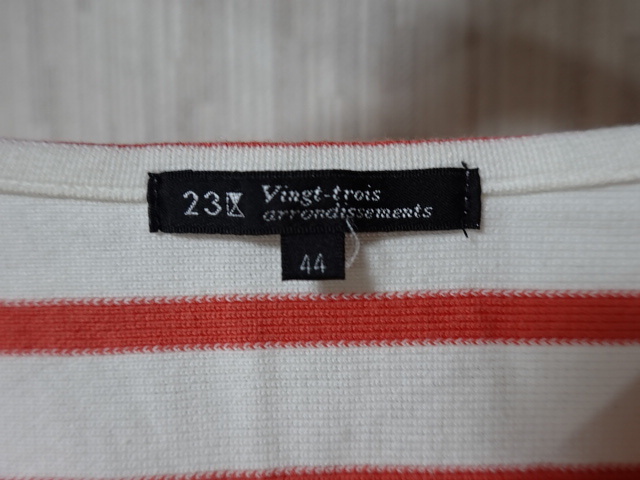 23区 Vingt-trois
arrondissements
44